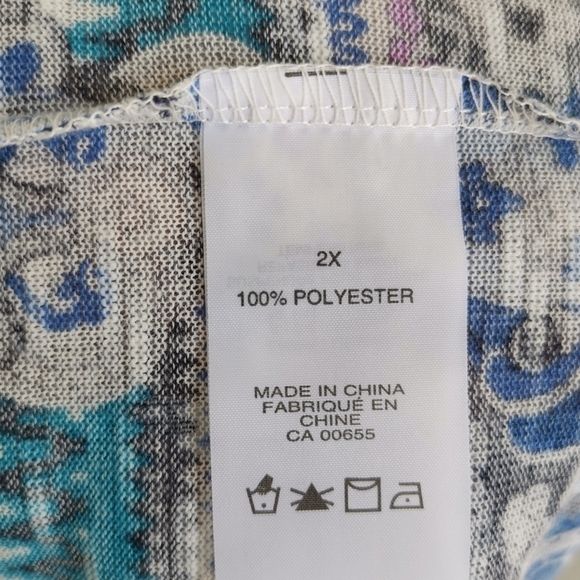 2X
100% POLYESTER
MADE IN CHINA
FABRIQUÉ EN
CHINE
CA 00655